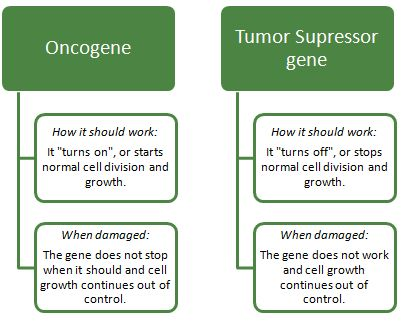 Oncogene
How it should work:
It "turns on", or starts
normal cell division and
growth.
When damaged:
The gene does not stop
when it should and cell
growth continues out of
control.
Tumor Supressor
gene
How it should work:
It "turns off", or stops
normal cell division and
growth.
When damaged:
The gene does not work
and cell growth
continues out of
control.